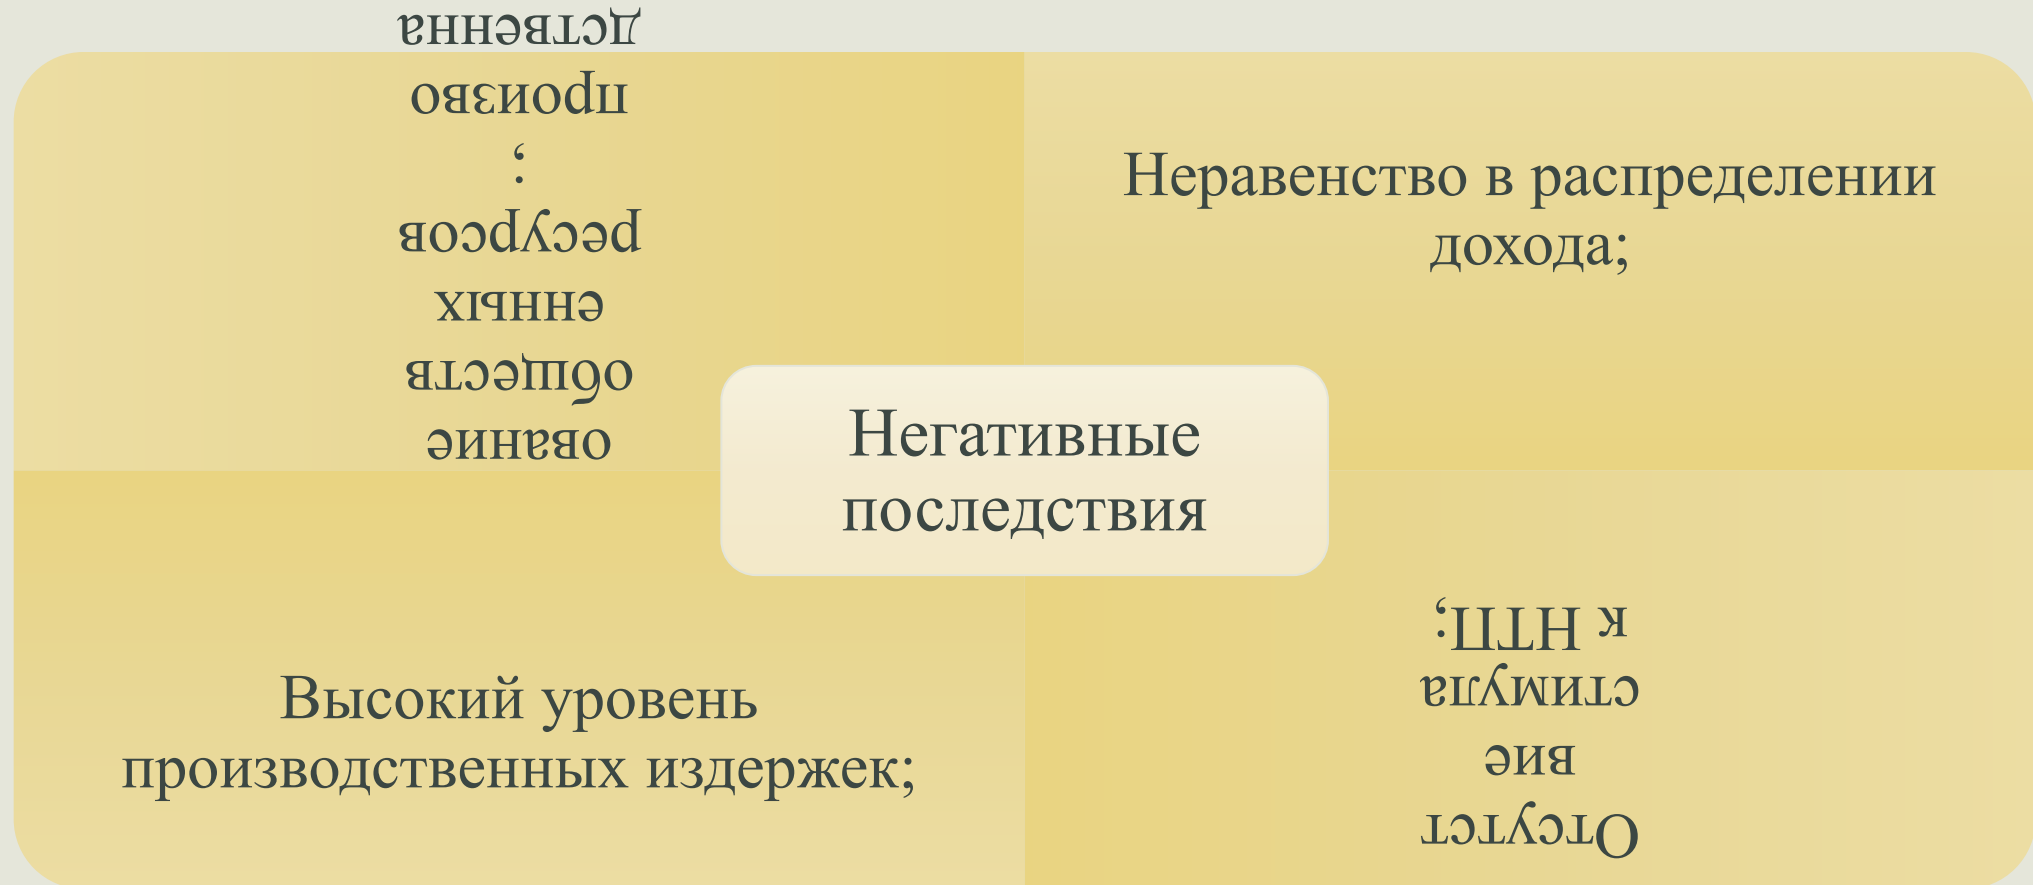 ование
обществ
енных
ресурсов
;
произво
дственна
Неравенство в распределении
дохода;
Негативные
последствия
Высокий уровень
производственных издержек;
Отсутст
вие
стимула
к НТП;